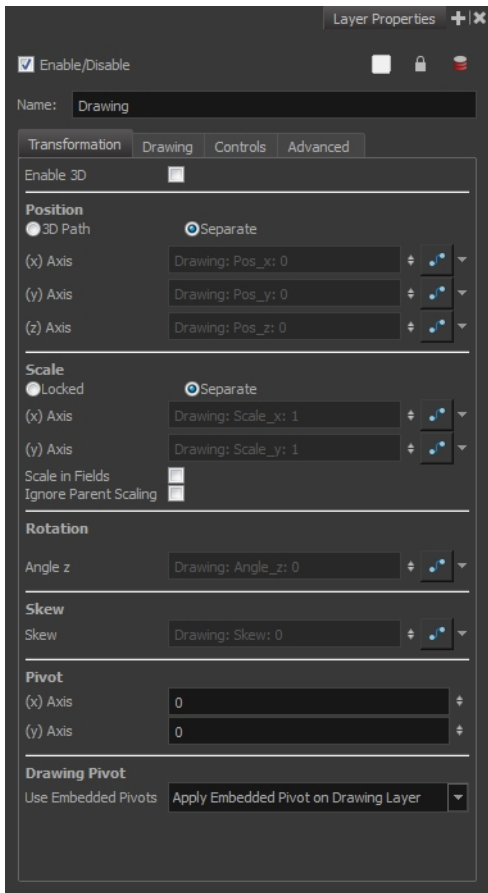 Layer Properties
Enable/Disable
Name: Drawing
Transformation Drawing Controls Advanced
Enable 3D
Position
3D Path Separate
(x) Axis Drawing: Pos_x: 0
(y) Axis Drawing: Pos_y: 0
(z) Axis Drawing: Pos_z: 0
Scale
Locked Separate
(x) Axis Drawing: Scale_x: 1
(y) Axis Drawing: Scale_y: 1
Scale in Fields
Ignore Parent Scaling
Rotation
Angle z Drawing: Angle_z: 0
Skew
Skew Drawing: Skew: 0
Pivot
(x) Axis 0
(y) Axis 0
Drawing Pivot
Use Embedded Pivots Apply Embedded Pivot on Drawing Layer